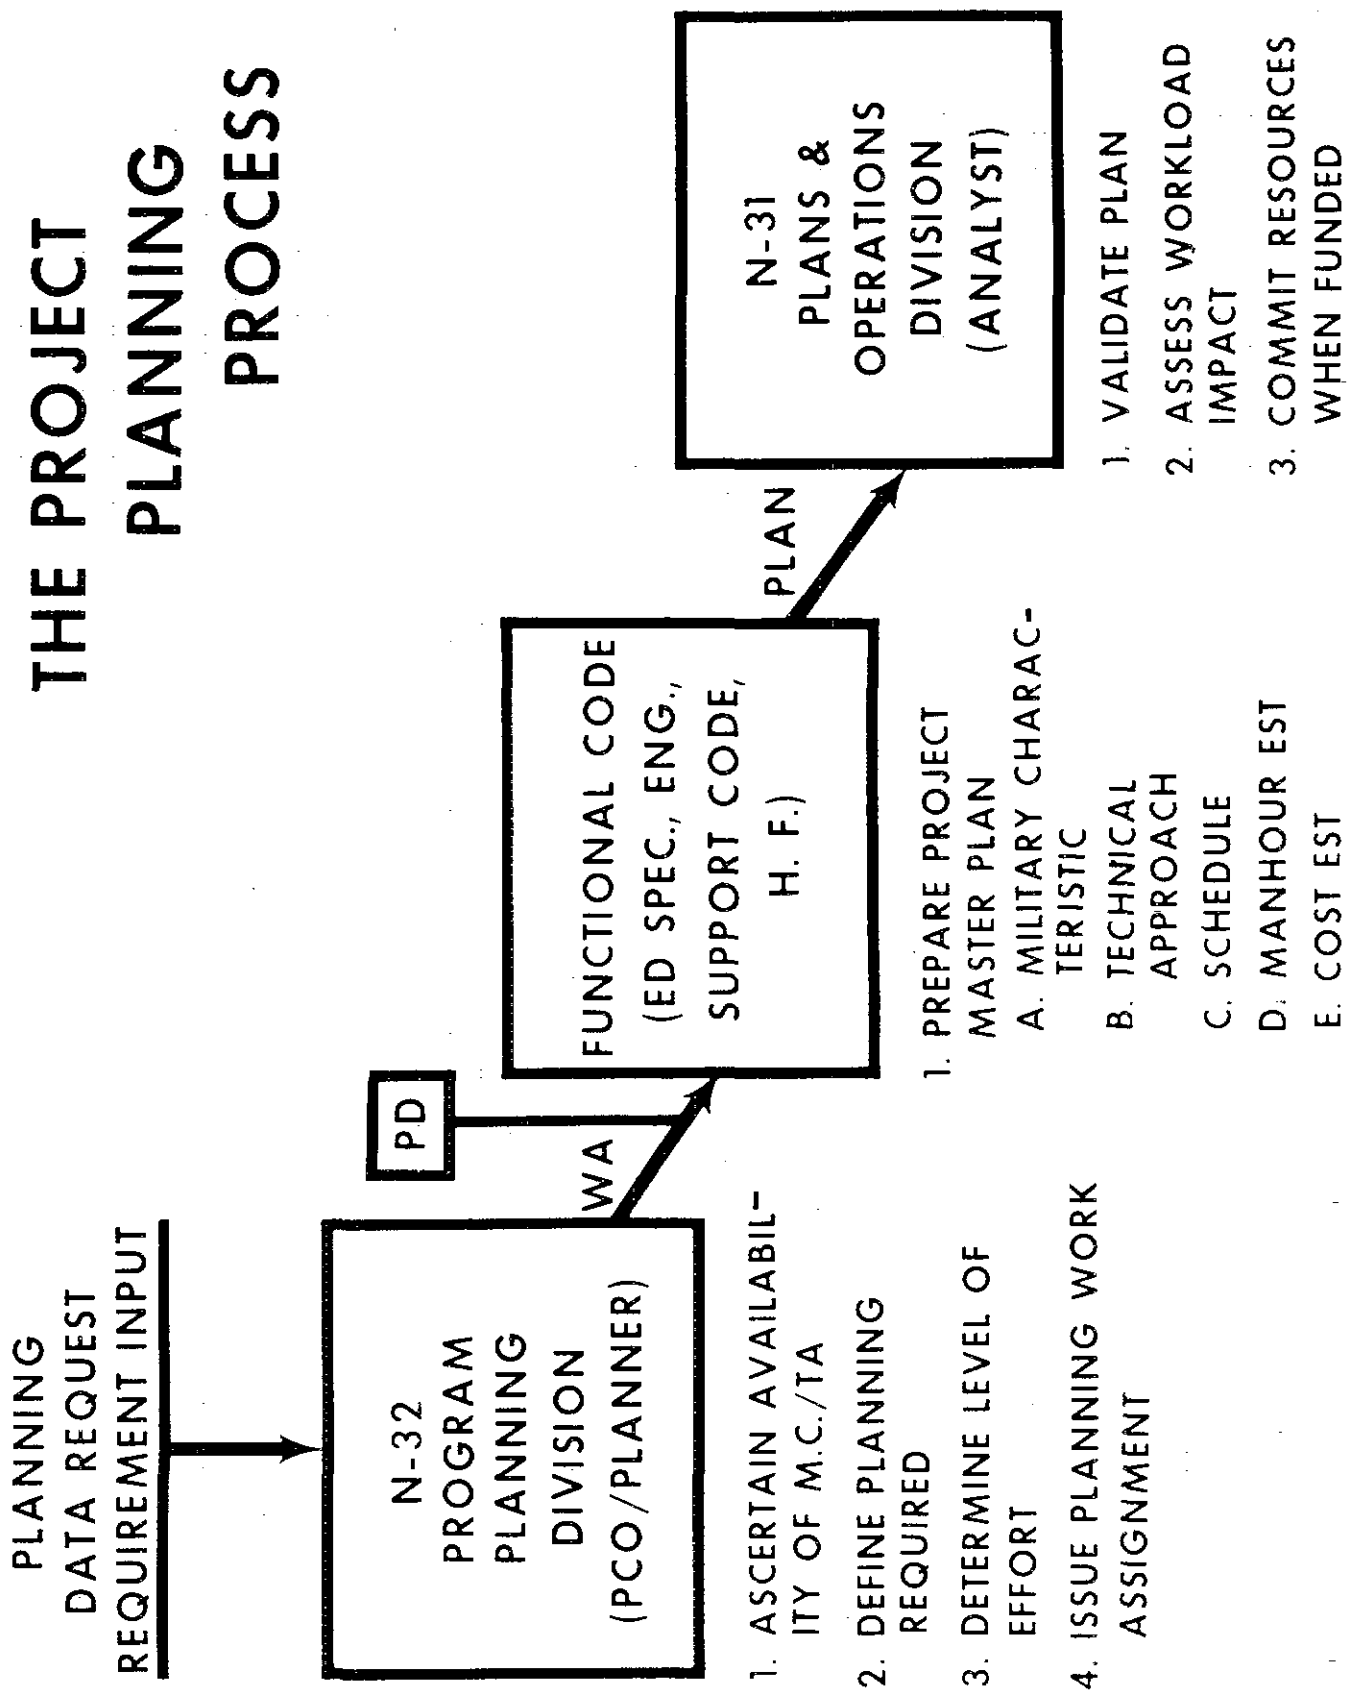 THE PROJECT
PLANNING
PROCESS
PLANNING
DATA REQUEST
REQUIREMENT INPUT
N-32
PROGRAM
PLANNING
DIVISION
(PCO/PLANNER)
1. ASCERTAIN AVAILABIL-
ITY OF M.C./TA
2. DEFINE PLANNING
REQUIRED
3. DETERMINE LEVEL OF
EFFORT
4. ISSUE PLANNING WORK
ASSIGNMENT
PD
WA
FUNCTIONAL CODE
(ED SPEC., ENG.,
SUPPORT CODE,
H. F.)
1. PREPARE PROJECT
MASTER PLAN
A. MILITARY CHARAC-
TERISTIC
B. TECHNICAL
APPROACH
C. SCHEDULE
D. MANHOUR EST
E. COST EST
PLAN
N-31
PLANS &
OPERATIONS
DIVISION
(ANALYST)
1. VALIDATE PLAN
2. ASSESS WORKLOAD
IMPACT
3. COMMIT RESOURCES
WHEN FUNDED